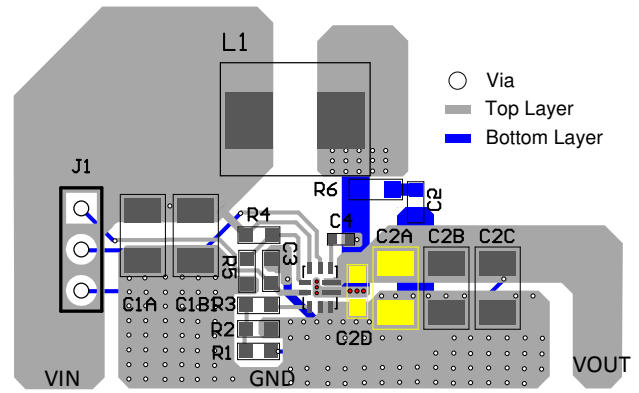 L1
Via
Top Layer
Bottom Layer
J1
R6
C5
R4
C4
C2A C2B C2C
C3
R5
C1A C1B R3
R2
C2D
R1
VIN GND VOUT